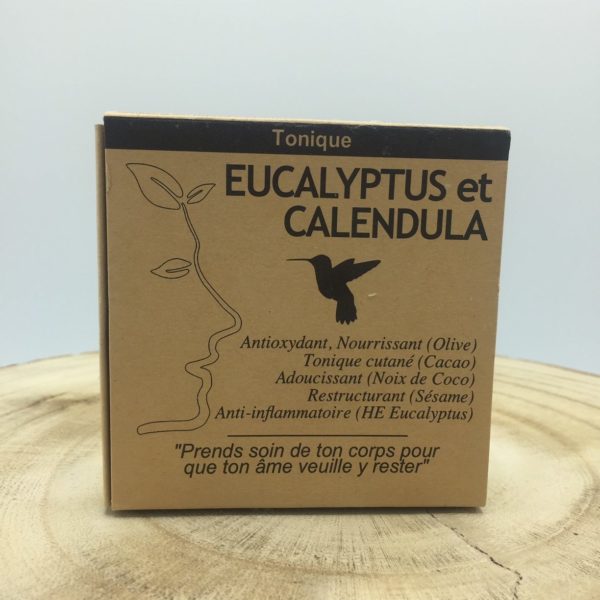 Tonique
EUCALYPTUS et
CALENDULA
Antioxydant, Nourrissant (Olive)
Tonique cutané (Cacao)
Adoucissant (Noix de Coco)
Restructurant (Sésame)
Anti-inflammatoire (HE Eucalyptus)
"Prends soin de ton corps pour
que ton âme veuille y rester"